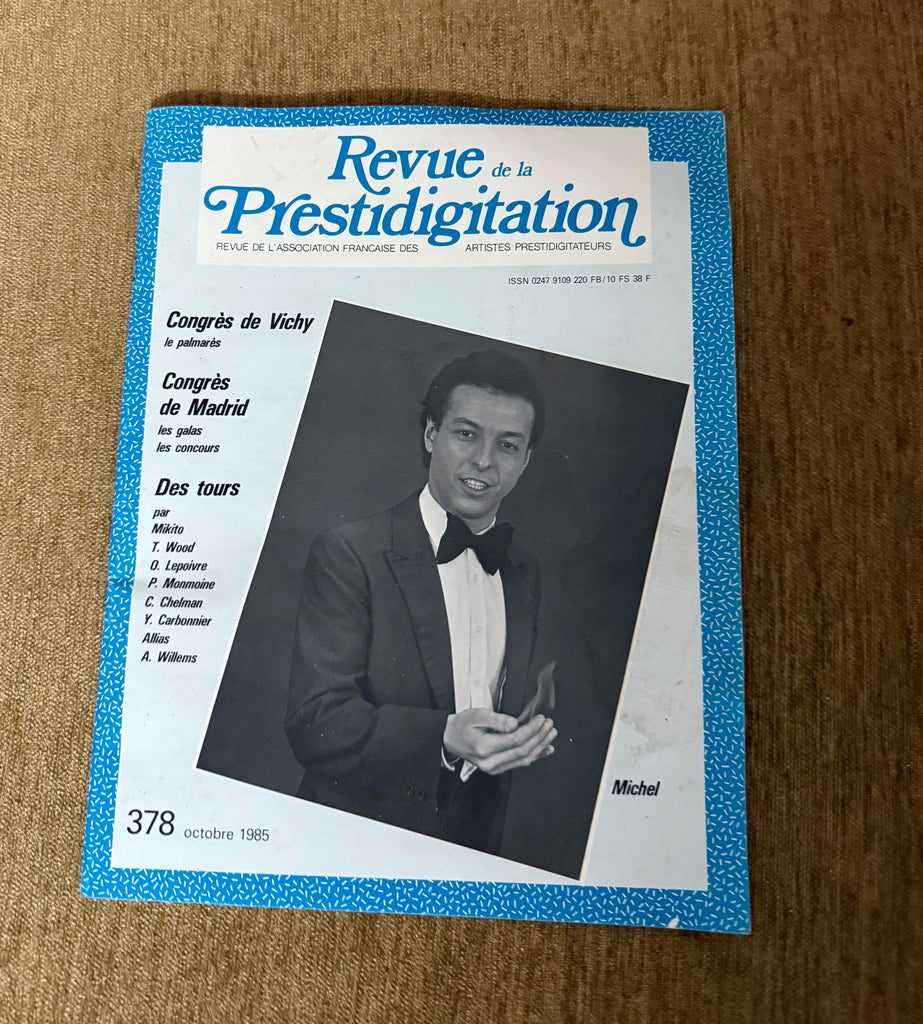 Revue de la
Prestidigitation
REVUE DE L'ASSOCIATION FRANCAISE DES ARTISTES PRESTIDIGITATEURS
ISSN 0247 9109 220 FB/10 FS 38 F
Congrès de Vichy
le palmarès
Congrès
de Madrid
les galas
les concours
Des tours
par
Mikito
T. Wood
O. Lepoivre
P. Monmoine
C. Chelman
Y. Carbonnier
Allias
A. Willems
Michel
378 octobre 1985